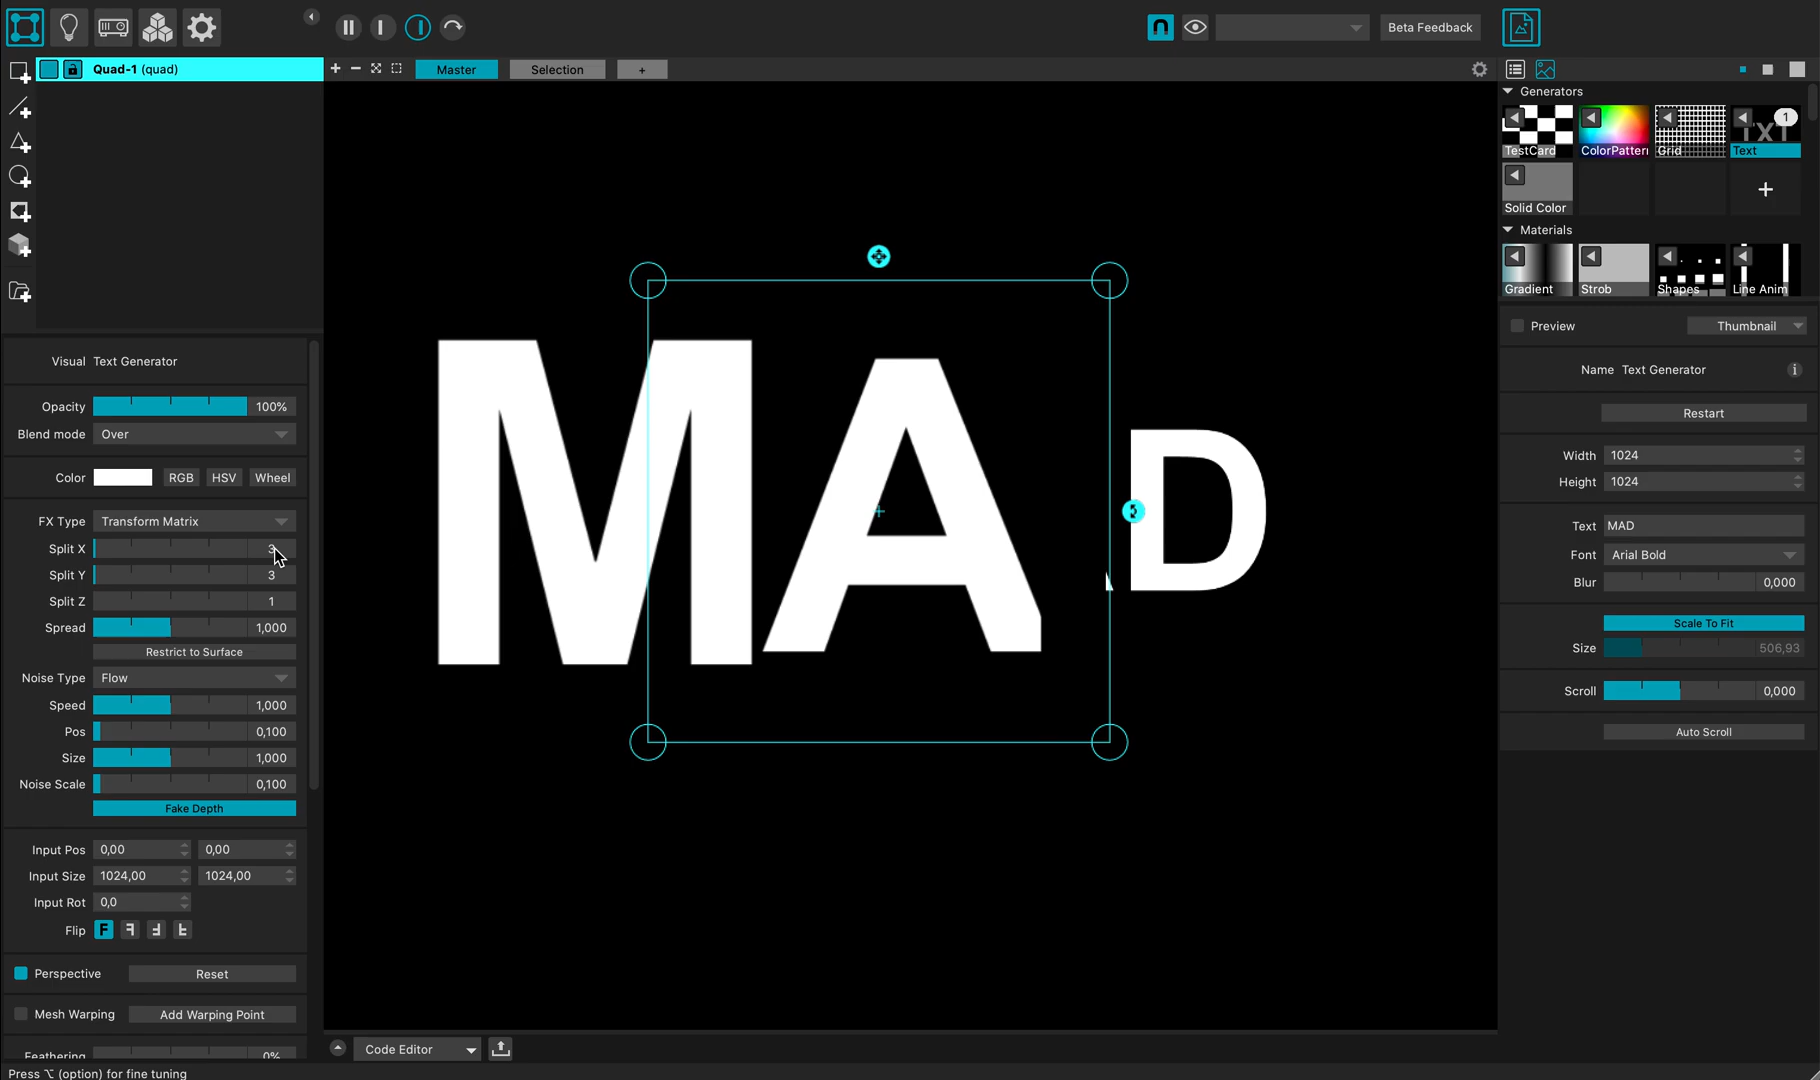 Beta Feedback
Quad-1 (quad)
Master
Selection
+
Generators
TestCard
ColorPattern
Grid
TXT
1
Text
Solid Color
+
Materials
Gradient
Strob
Shapes
Line Anim
MAD
Visual Text Generator
Opacity 100%
Blend mode Over
Color RGB HSV Wheel
FX Type Transform Matrix
Split X 3
Split Y 3
Split Z 1
Spread 1,000
Restrict to Surface
Noise Type Flow
Speed 1,000
Pos 0,100
Size 1,000
Noise Scale 0,100
Fake Depth
Input Pos 0,00 0,00
Input Size 1024,00 1024,00
Input Rot 0,0
Flip F F F F
Perspective Reset
Mesh Warping Add Warping Point
Feathering 0%
Press ⌥ (option) for fine tuning
Code Editor
Preview Thumbnail
Name Text Generator i
Restart
Width 1024
Height 1024
Text MAD
Font Arial Bold
Blur 0,000
Scale To Fit
Size 506,93
Scroll 0,000
Auto Scroll